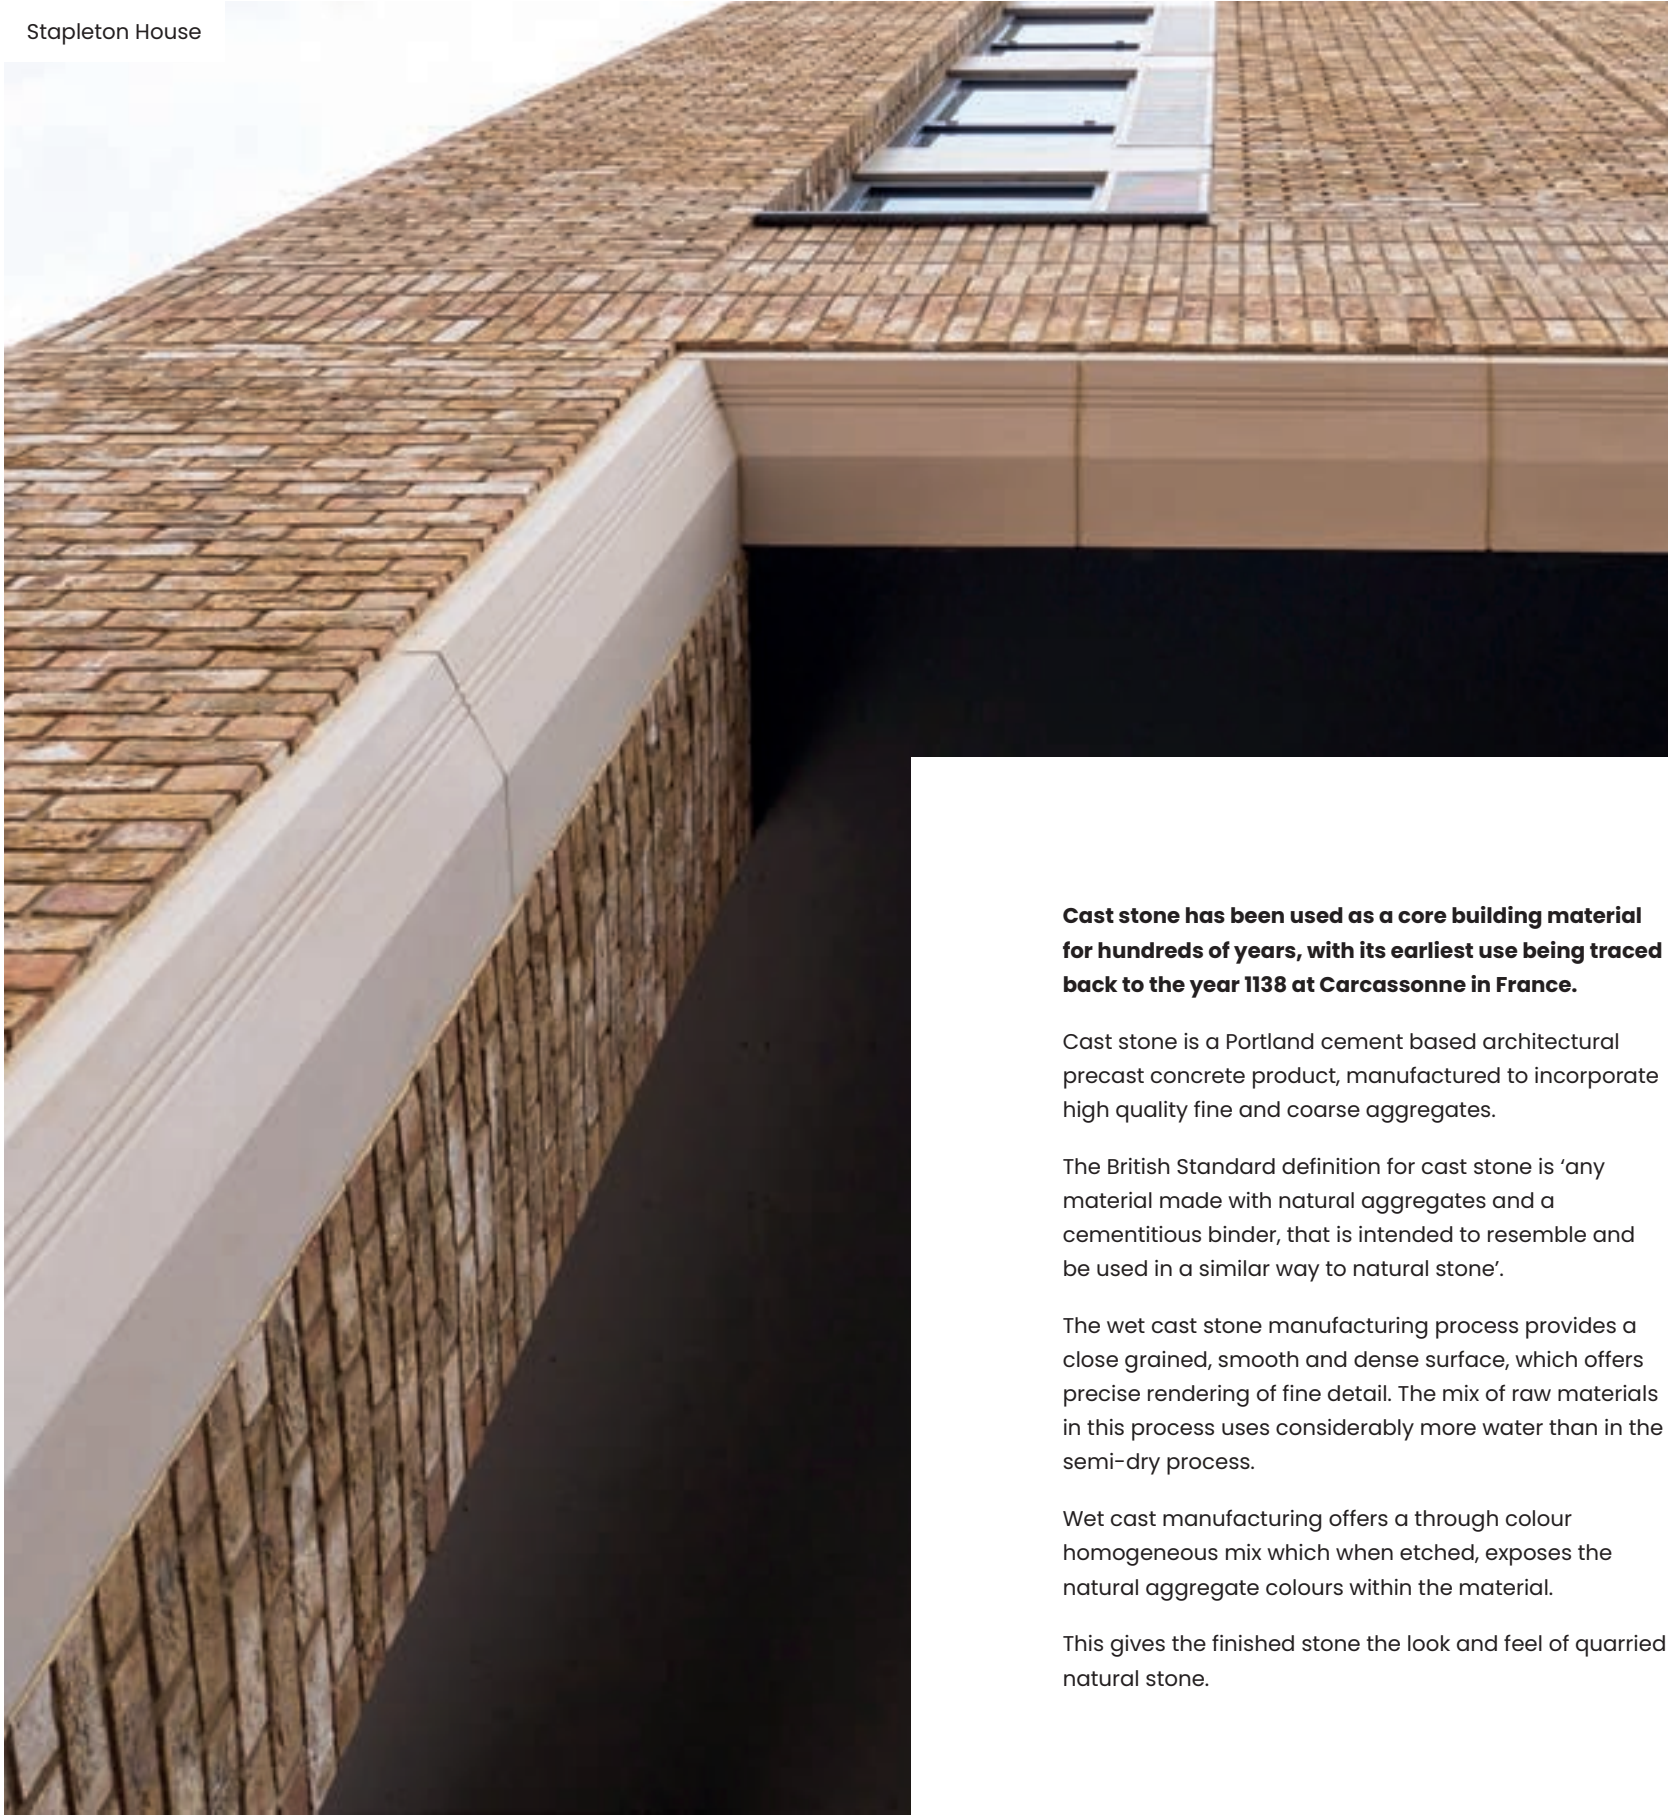 Stapleton House
Cast stone has been used as a core building material
for hundreds of years, with its earliest use being traced
back to the year 1138 at Carcassonne in France.
Cast stone is a Portland cement based architectural
precast concrete product, manufactured to incorporate
high quality fine and coarse aggregates.
The British Standard definition for cast stone is ‘any
material made with natural aggregates and a
cementitious binder, that is intended to resemble and
be used in a similar way to natural stone’.
The wet cast stone manufacturing process provides a
close grained, smooth and dense surface, which offers
precise rendering of fine detail. The mix of raw materials
in this process uses considerably more water than in the
semi-dry process.
Wet cast manufacturing offers a through colour
homogeneous mix which when etched, exposes the
natural aggregate colours within the material.
This gives the finished stone the look and feel of quarried
natural stone.